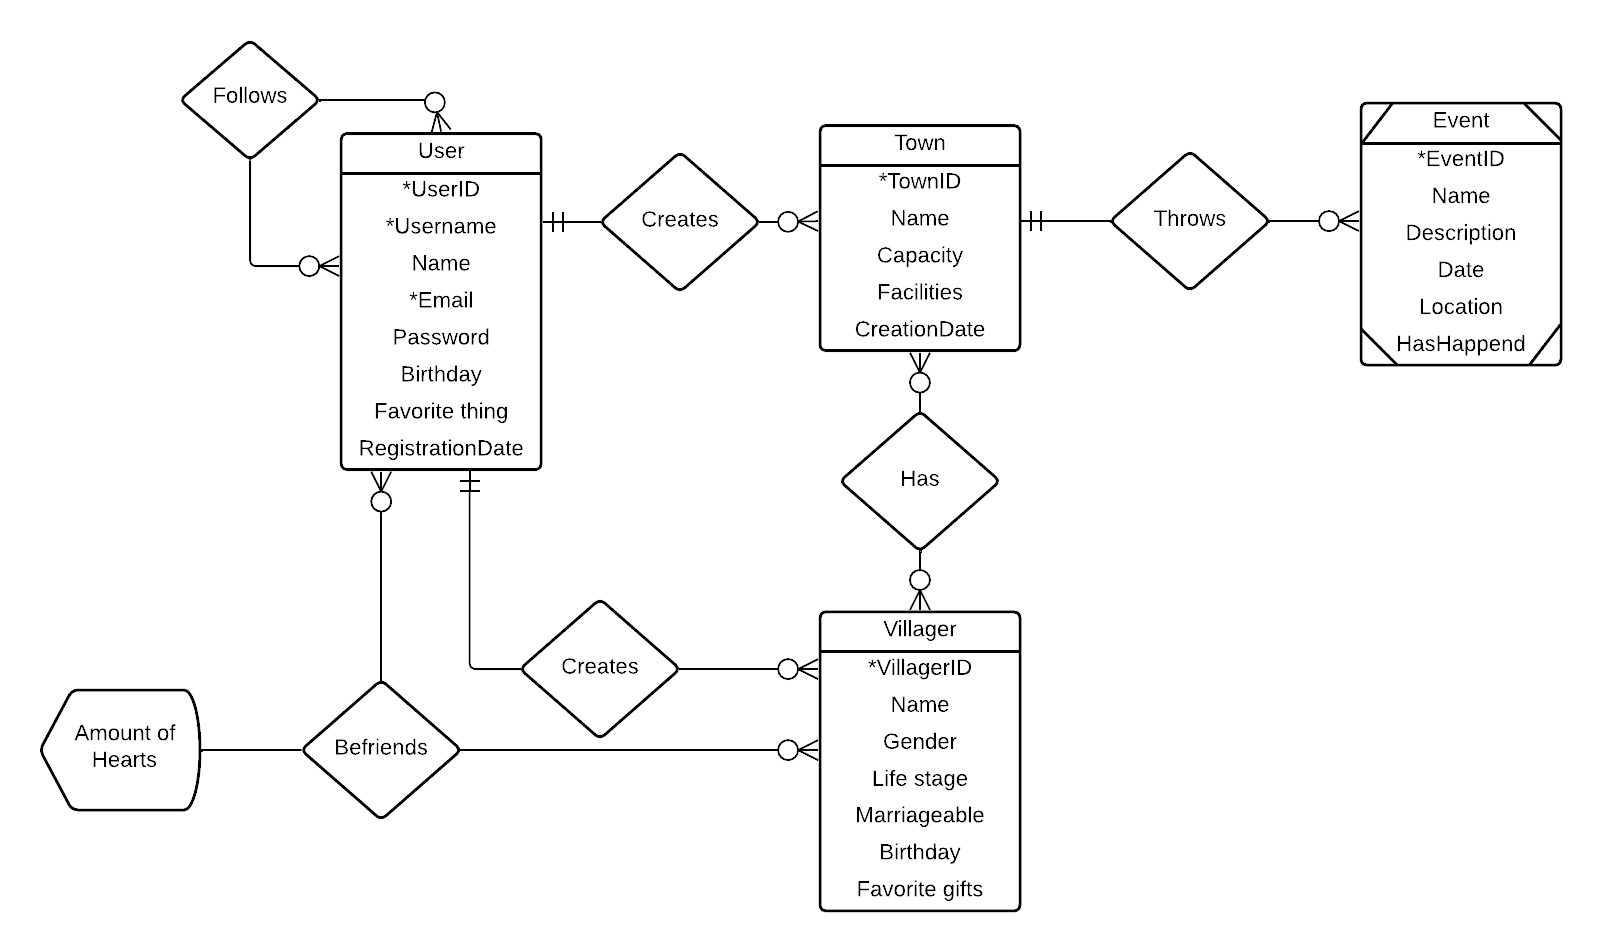 Follows
User
*UserID
*Username
Name
*Email
Password
Birthday
Favorite thing
RegistrationDate
Creates
Town
*TownID
Name
Capacity
Facilities
CreationDate
Throws
Event
*EventID
Name
Description
Date
Location
HasHappend
Has
Creates
Villager
*VillagerID
Name
Gender
Life stage
Marriageable
Birthday
Favorite gifts
Amount of
Hearts
Befriends